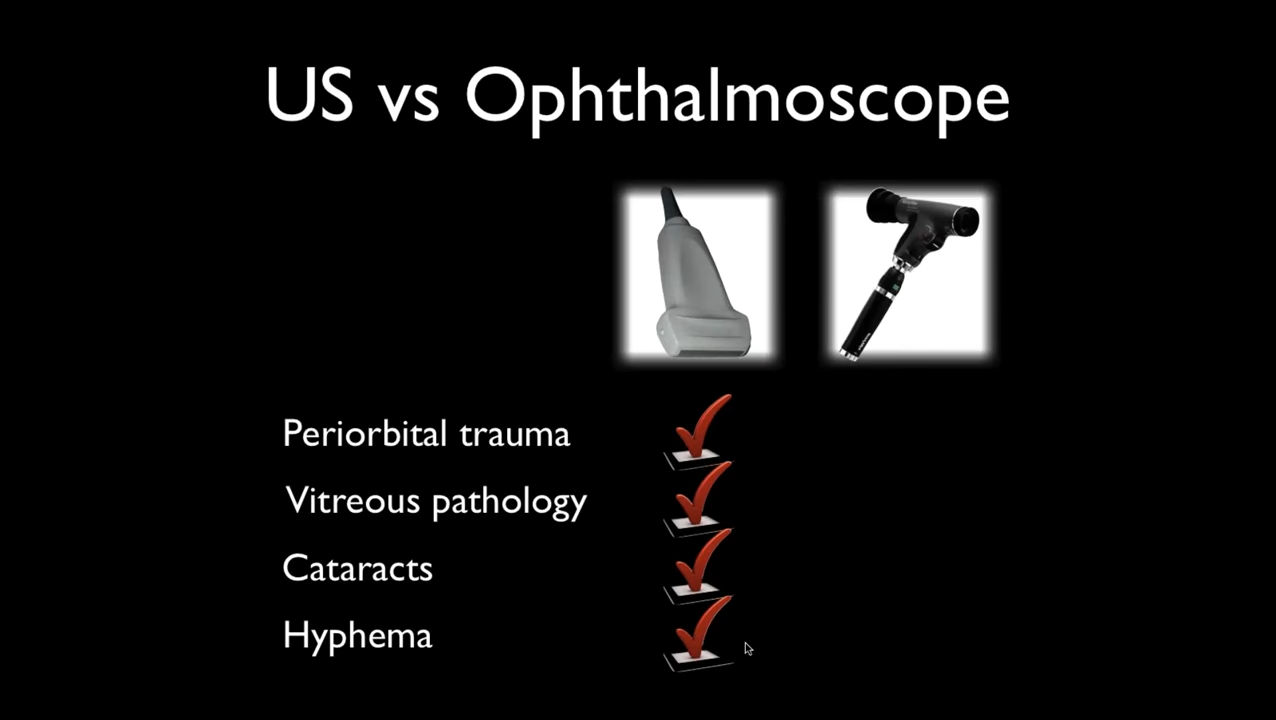 US vs Ophthalmoscope
Periorbital trauma
Vitreous pathology
Cataracts
Hyphema